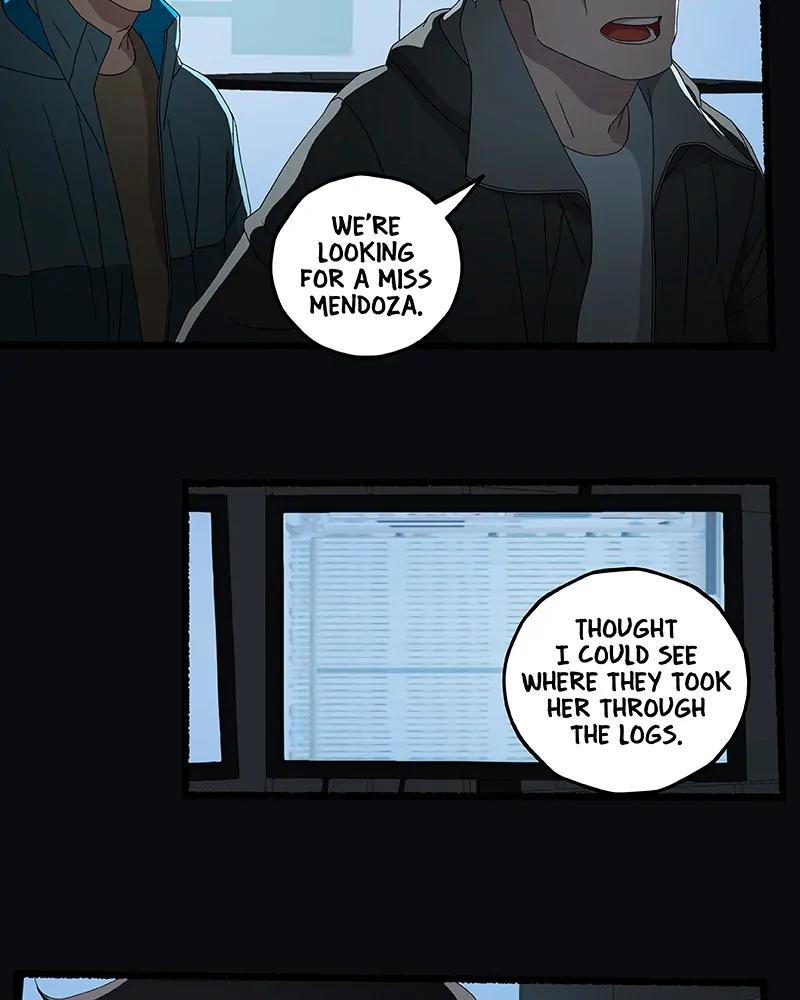 WE'RE
LOOKING
FOR A MISS
MENDOZA.
THOUGHT
I COULD SEE
WHERE THEY TOOK
HER THROUGH
THE LOGS.